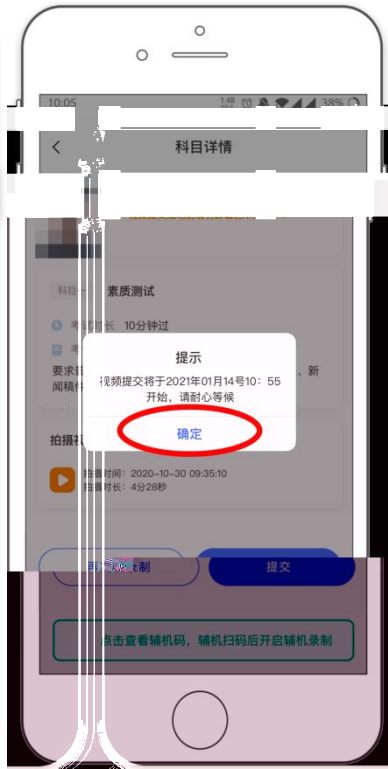 10:05
38%
科目详情
科目一
素质测试
考试时长 10分钟过
要求
、新
闻稿件
提示
视频提交将于2021年01月14号10：55
开始，请耐心等候
确定
拍摄
拍摄时间：2020-10-30 09:35:10
拍摄时长：4分28秒
录制
提交
点击查看辅机码，辅机扫码后开启辅机录制